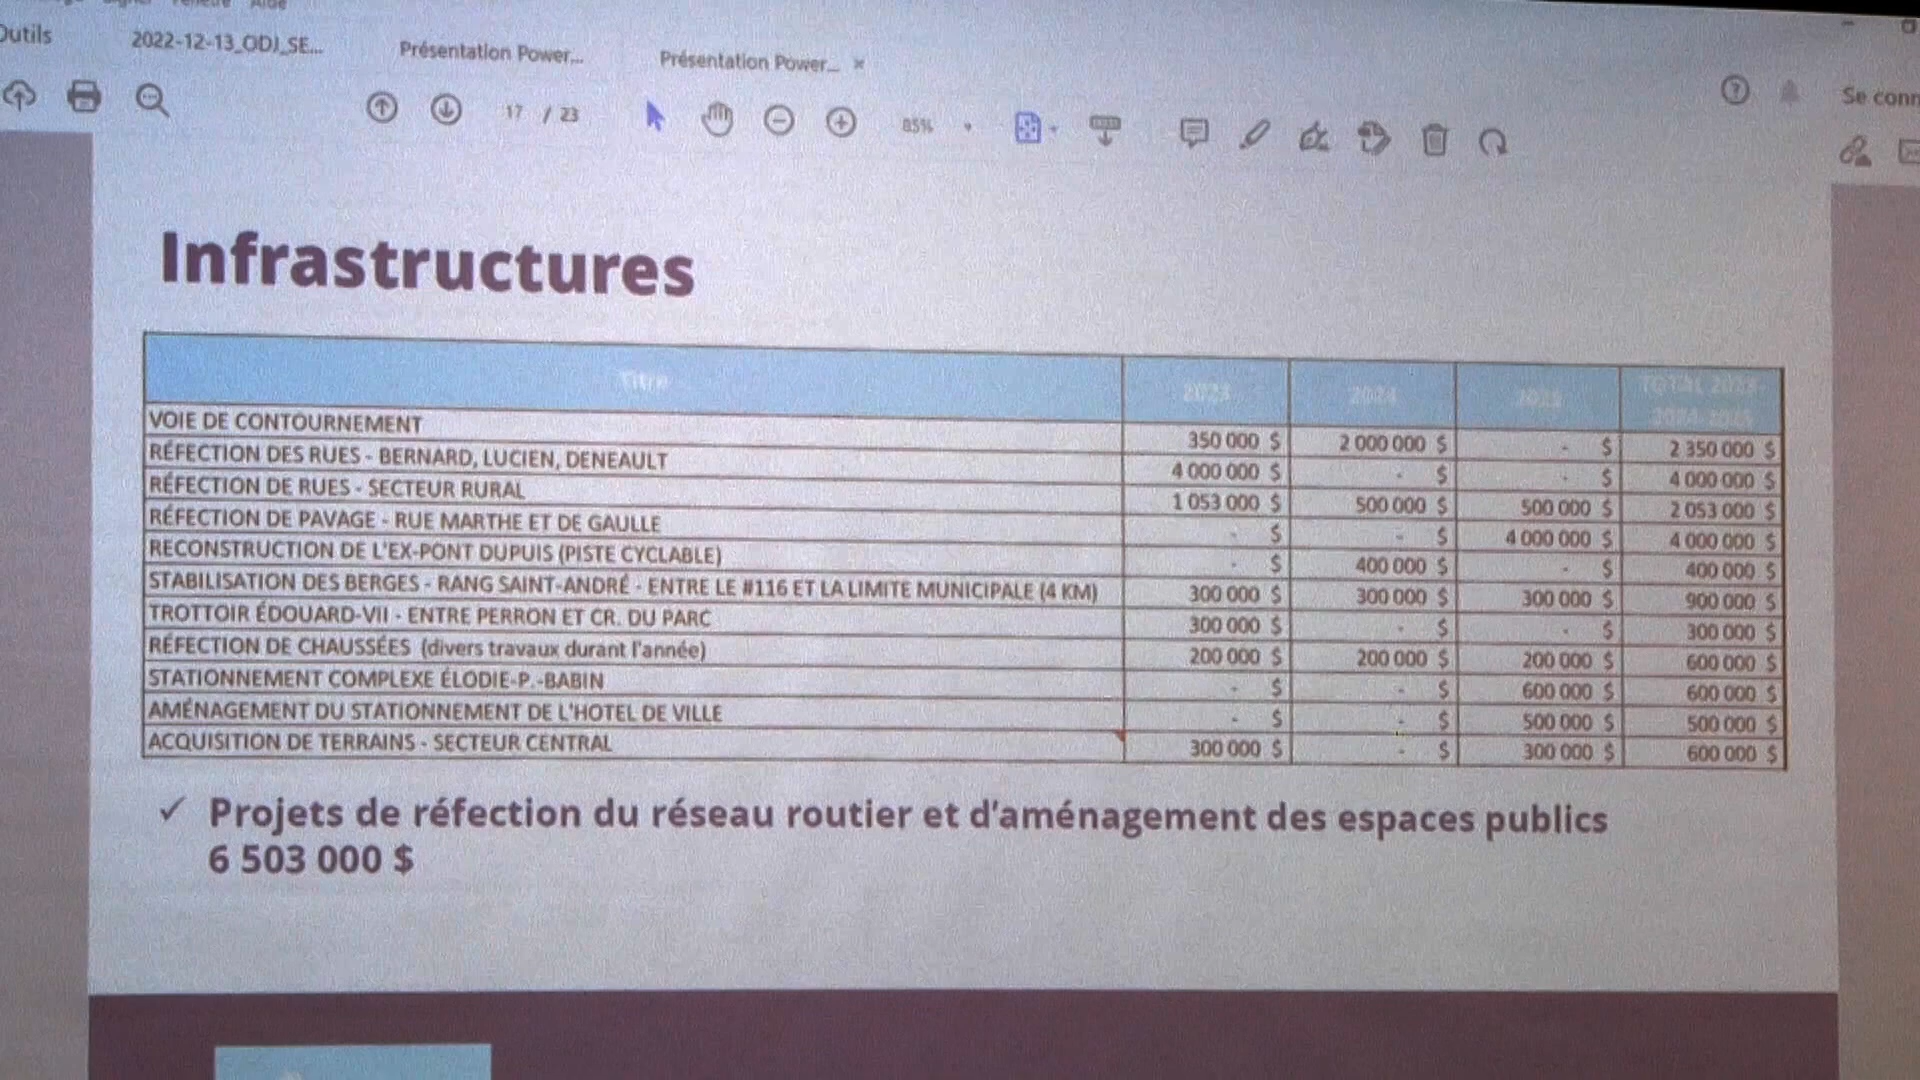 Outils
2022-12-13_ODJ_SE...
Présentation Power...
Présentation Power... ×
17 / 23
85%
Se conn
Infrastructures
Titre 2023 2024 2025 TOTAL 2023-2024-2025
VOIE DE CONTOURNEMENT 350 000 $ 2 000 000 $ - $ 2 350 000 $
RÉFECTION DES RUES - BERNARD, LUCIEN, DENEAULT 4 000 000 $ - $ - $ 4 000 000 $
RÉFECTION DE RUES - SECTEUR RURAL 1 053 000 $ 500 000 $ 500 000 $ 2 053 000 $
RÉFECTION DE PAVAGE - RUE MARTHE ET DE GAULLE - $ - $ 4 000 000 $ 4 000 000 $
RECONSTRUCTION DE L'EX-PONT DUPUIS (PISTE CYCLABLE) - $ 400 000 $ - $ 400 000 $
STABILISATION DES BERGES - RANG SAINT-ANDRÉ - ENTRE LE #116 ET LA LIMITE MUNICIPALE (4 KM) 300 000 $ 300 000 $ 300 000 $ 900 000 $
TROTTOIR ÉDOUARD-VII - ENTRE PERRON ET CR. DU PARC 300 000 $ - $ - $ 300 000 $
RÉFECTION DE CHAUSSÉES (divers travaux durant l'année) 200 000 $ 200 000 $ 200 000 $ 600 000 $
STATIONNEMENT COMPLEXE ÉLODIE-P.-BABIN - $ - $ 600 000 $ 600 000 $
AMÉNAGEMENT DU STATIONNEMENT DE L'HOTEL DE VILLE - $ - $ 500 000 $ 500 000 $
ACQUISITION DE TERRAINS - SECTEUR CENTRAL 300 000 $ - $ 300 000 $ 600 000 $
✓ Projets de réfection du réseau routier et d'aménagement des espaces publics
6 503 000 $